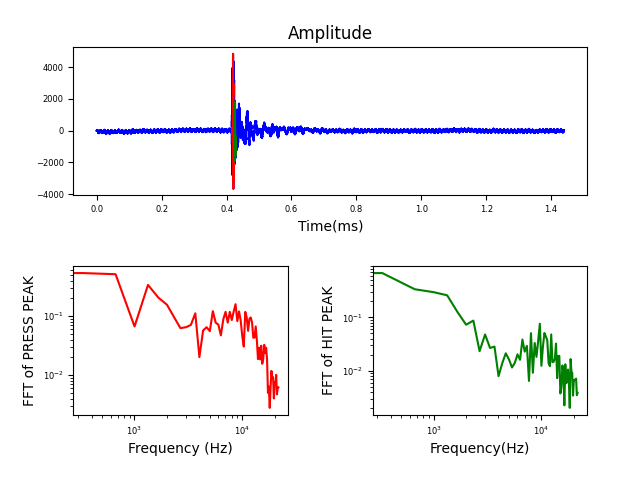 Amplitude
4000
2000
0
−2000
−4000
0.0 0.2 0.4 0.6 0.8 1.0 1.2 1.4
Time(ms)
FFT of PRESS PEAK
10⁻¹
10⁻²
10³ 10⁴
Frequency (Hz)
FFT of HIT PEAK
10⁻¹
10⁻²
10³ 10⁴
Frequency(Hz)